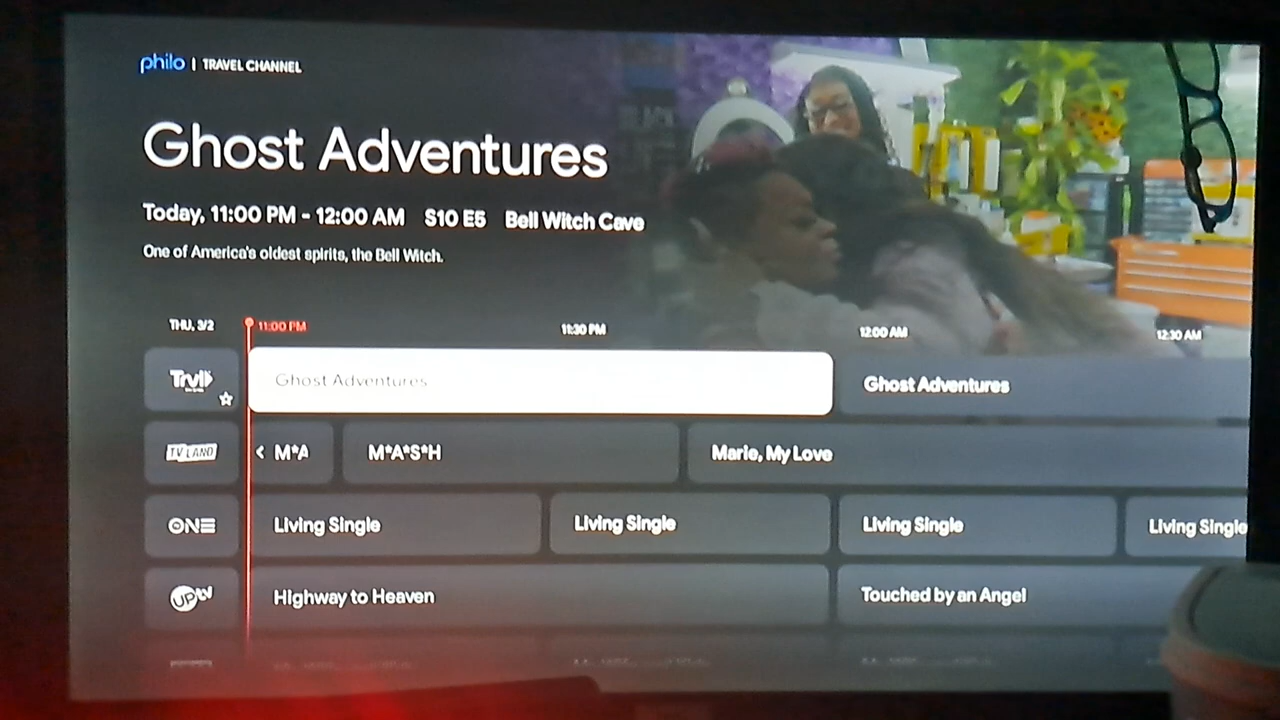 philo | TRAVEL CHANNEL
Ghost Adventures
Today, 11:00 PM - 12:00 AM S10 E5 Bell Witch Cave
One of America's oldest spirits, the Bell Witch.
THU, 3/2 11:00 PM 11:30 PM 12:00 AM 12:30 AM
Trvl Ghost Adventures Ghost Adventures
TV LAND < M*A M*A*S*H Marie, My Love
ONE Living Single Living Single Living Single Living Single
UPtv Highway to Heaven Touched by an Angel